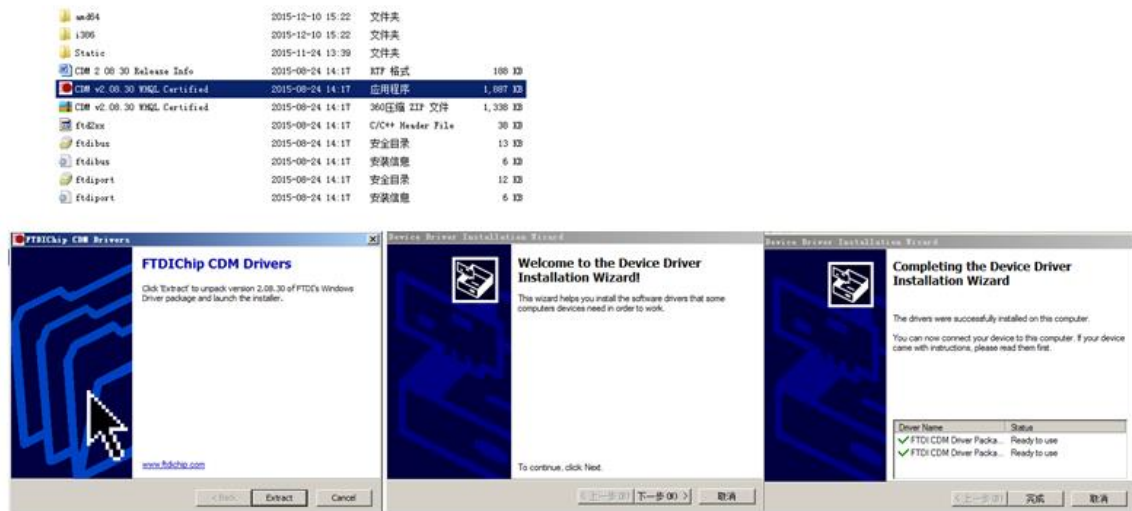 amd64 2015-12-10 15:22 文件夹
i386 2015-12-10 15:22 文件夹
Static 2015-11-24 13:39 文件夹
CDM 2 08 30 Release Info 2015-08-24 14:17 RTF 格式 188 KB
CDM v2.08.30 WHQL Certified 2015-08-24 14:17 应用程序 1,887 KB
CDM v2.08.30 WHQL Certified 2015-08-24 14:17 360压缩 ZIP 文件 1,338 KB
ftd2xx 2015-08-24 14:17 C/C++ Header File 38 KB
ftdibus 2015-08-24 14:17 安全目录 13 KB
ftdibus 2015-08-24 14:17 安装信息 6 KB
ftdiport 2015-08-24 14:17 安全目录 12 KB
ftdiport 2015-08-24 14:17 安装信息 6 KB
FTDIChip CDM Drivers
FTDIChip CDM Drivers
Click 'Extract' to unpack version 2.08.30 of FTDI's Windows
Driver package and launch the installer.
www.ftdichip.com
< Back
Extract
Cancel
Device Driver Installation Wizard
Welcome to the Device Driver
Installation Wizard!
This wizard helps you install the software drivers that some
computers devices need in order to work.
To continue, click Next.
< 上一步(B)
下一步(N) >
取消
Device Driver Installation Wizard
Completing the Device Driver
Installation Wizard
The drivers were successfully installed on this computer.
You can now connect your device to this computer. If your device
came with instructions, please read them first.
Driver Name Status
FTDI CDM Driver Packa... Ready to use
FTDI CDM Driver Packa... Ready to use
< 上一步(B)
完成
取消